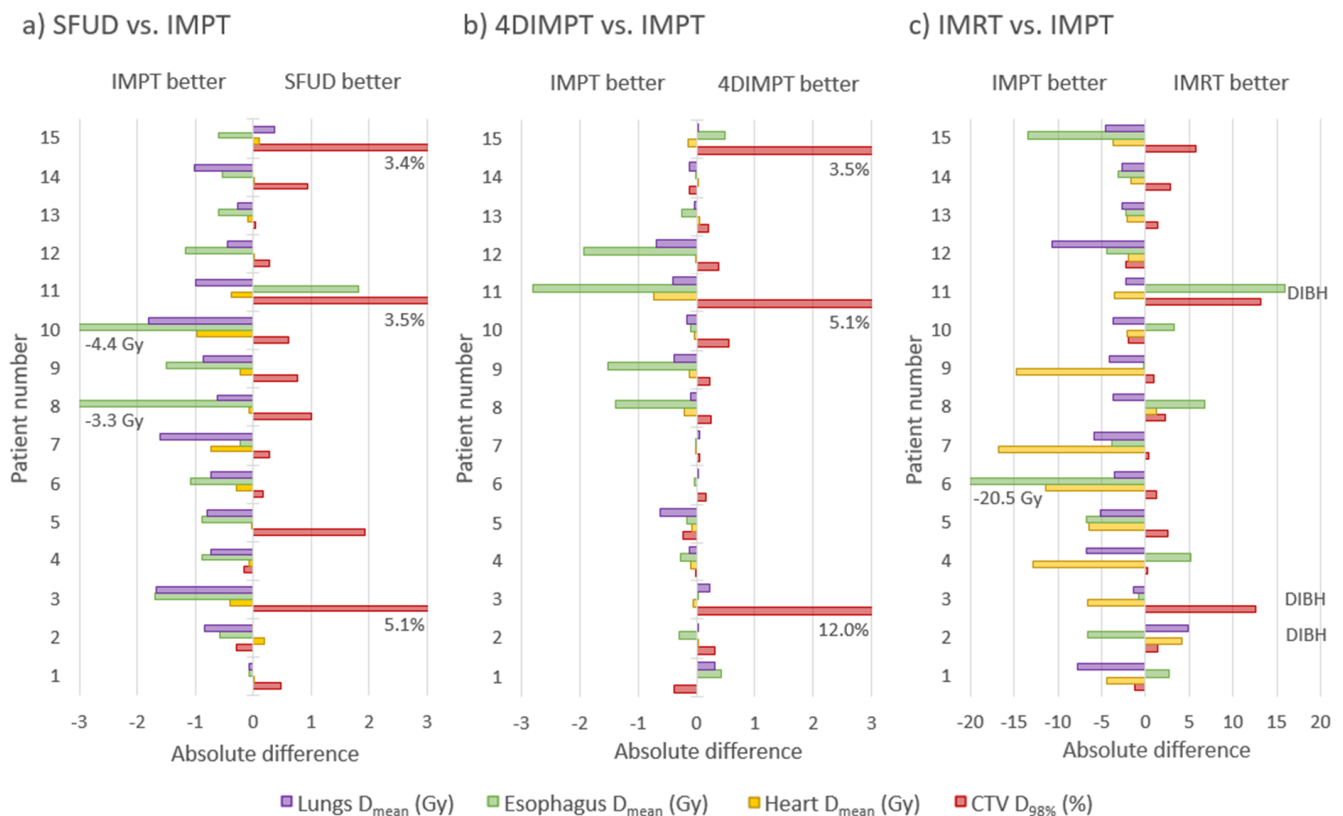 a) SFUD vs. IMPT
IMPT better
SFUD better
Patient number
15
3.4%
14
13
12
11
3.5%
10
-4.4 Gy
9
8
-3.3 Gy
7
6
5
4
3
5.1%
2
1
-3 -2 -1 0 1 2 3
Absolute difference
b) 4DIMPT vs. IMPT
IMPT better
4DIMPT better
Patient number
15
3.5%
14
13
12
11
5.1%
10
9
8
7
6
5
4
3
12.0%
2
1
-3 -2 -1 0 1 2 3
Absolute difference
c) IMRT vs. IMPT
IMPT better
IMRT better
Patient number
15
14
13
12
11
DIBH
10
9
8
7
6
-20.5 Gy
5
4
3
DIBH
2
DIBH
1
-20 -15 -10 -5 0 5 10 15 20
Absolute difference
Lungs Dmean (Gy) Esophagus Dmean (Gy) Heart Dmean (Gy) CTV D98% (%)